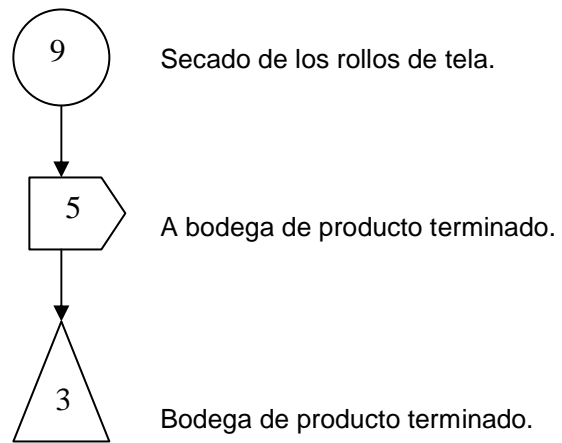 9
Secado de los rollos de tela.
5
A bodega de producto terminado.
3
Bodega de producto terminado.